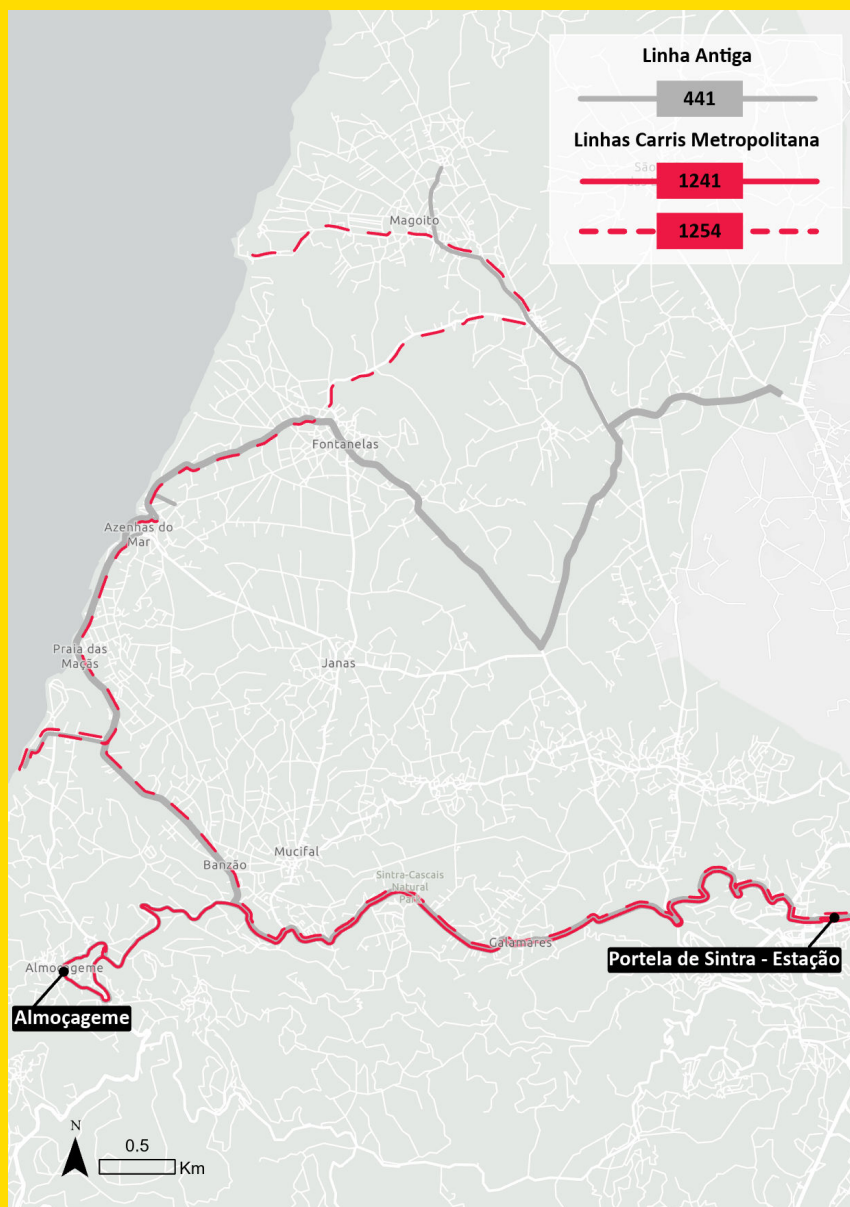 Linha Antiga
441
Linhas Carris Metropolitana
São
1241
1254
Magoito
Fontanelas
Azenhas do
Mar
Praia das
Maçãs
Janas
Mucifal
Banzão
Sintra-Cascais
Natural
Park
Galamares
Portela de Sintra - Estação
Almoçageme
Almoçageme
N
0.5
Km